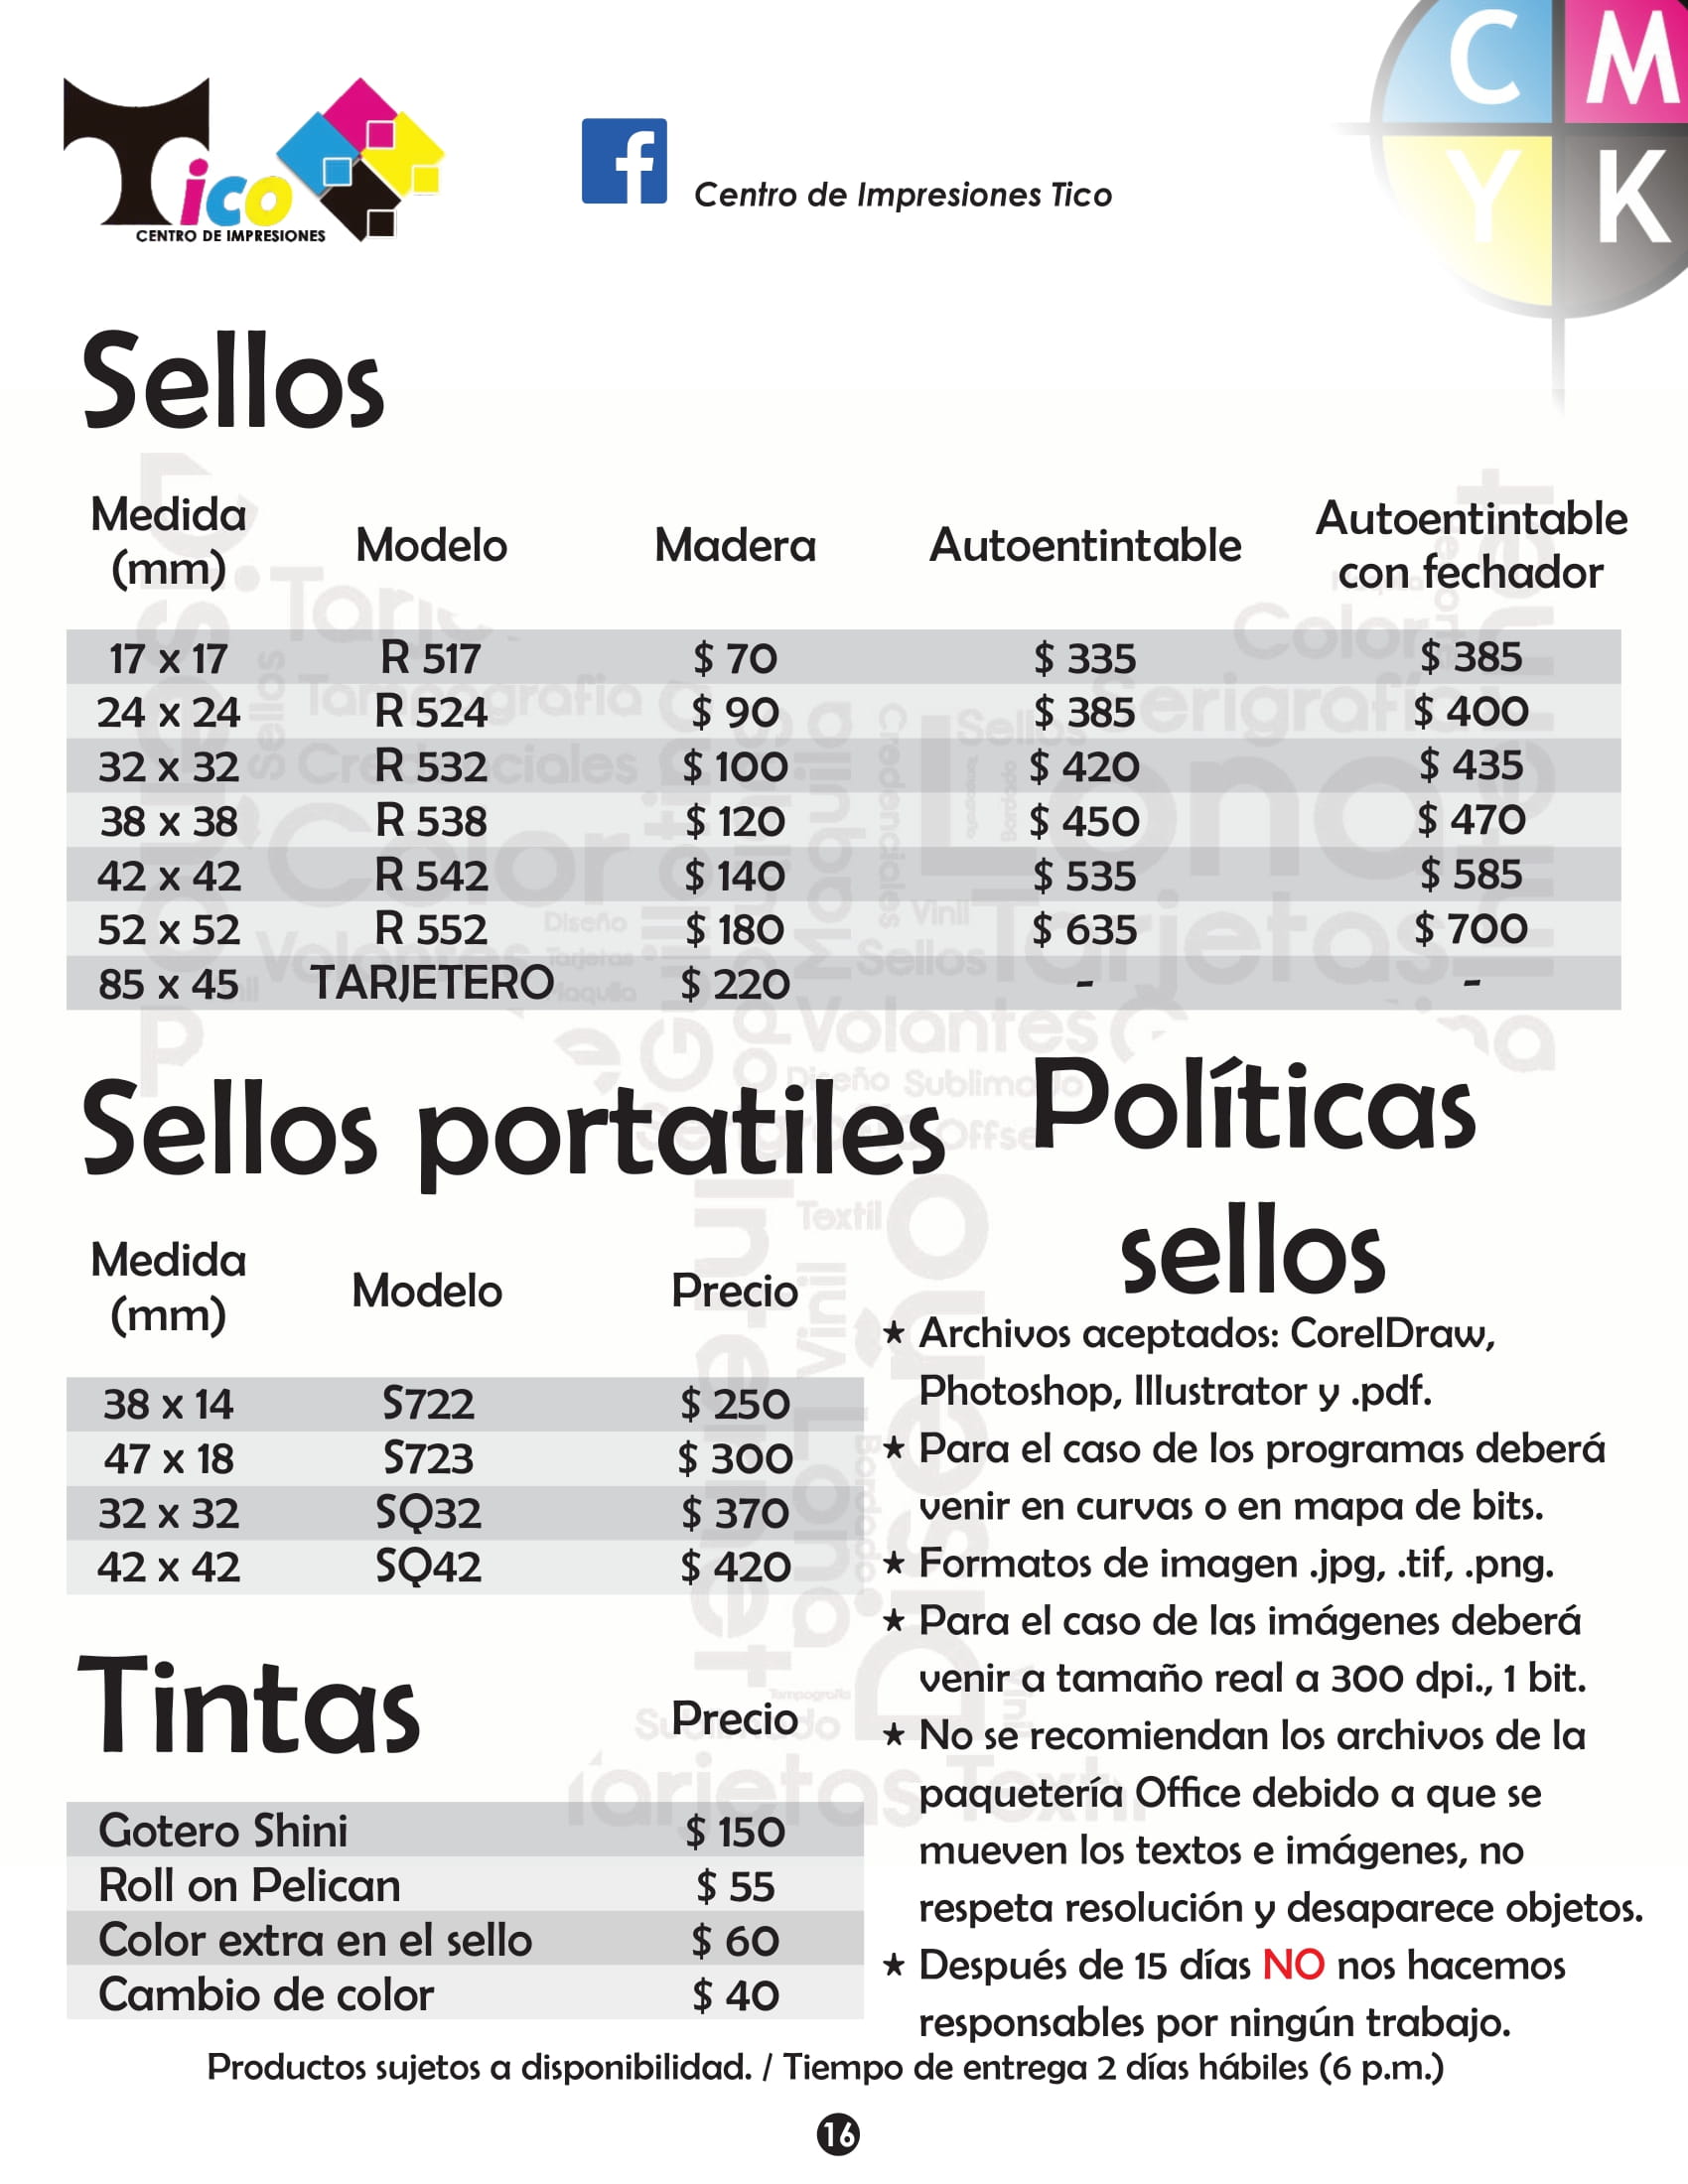 Tico
CENTRO DE IMPRESIONES
f
Centro de Impresiones Tico
C M
Y K
Sellos
Medida (mm) Modelo Madera Autoentintable Autoentintable con fechador
17 x 17 R 517 $ 70 $ 335 $ 385
24 x 24 R 524 $ 90 $ 385 $ 400
32 x 32 R 532 $ 100 $ 420 $ 435
38 x 38 R 538 $ 120 $ 450 $ 470
42 x 42 R 542 $ 140 $ 535 $ 585
52 x 52 R 552 $ 180 $ 635 $ 700
85 x 45 TARJETERO $ 220 - -
Sellos portatiles
Medida (mm) Modelo Precio
38 x 14 S722 $ 250
47 x 18 S723 $ 300
32 x 32 SQ32 $ 370
42 x 42 SQ42 $ 420
Tintas
Precio
Gotero Shini $ 150
Roll on Pelican $ 55
Color extra en el sello $ 60
Cambio de color $ 40
Políticas
sellos
★ Archivos aceptados: CorelDraw,
Photoshop, Illustrator y .pdf.
★ Para el caso de los programas deberá
venir en curvas o en mapa de bits.
★ Formatos de imagen .jpg, .tif, .png.
★ Para el caso de las imágenes deberá
venir a tamaño real a 300 dpi., 1 bit.
★ No se recomiendan los archivos de la
paquetería Office debido a que se
mueven los textos e imágenes, no
respeta resolución y desaparece objetos.
★ Después de 15 días NO nos hacemos
responsables por ningún trabajo.
Productos sujetos a disponibilidad. / Tiempo de entrega 2 días hábiles (6 p.m.)
16